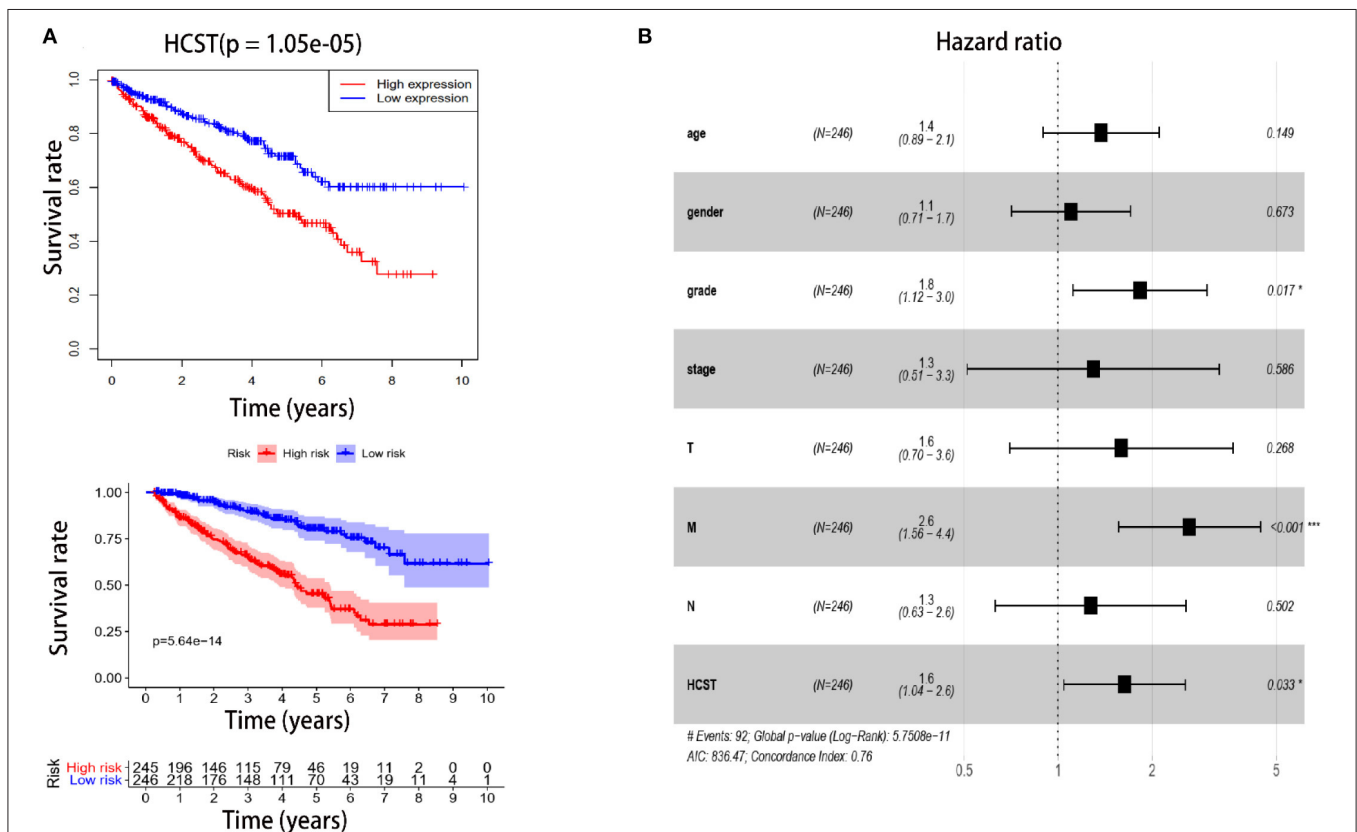 A
HCST(p = 1.05e-05)
High expression
Low expression
Survival rate
1.0
0.8
0.6
0.4
0.2
0.0
0 2 4 6 8 10
Time (years)
Risk High risk Low risk
Survival rate
1.00
0.75
0.50
0.25
0.00
p=5.64e−14
0 1 2 3 4 5 6 7 8 9 10
Time (years)
Risk
High risk 245 196 146 115 79 46 19 11 2 0 0
Low risk 246 218 176 148 111 70 43 19 11 4 1
0 1 2 3 4 5 6 7 8 9 10
Time (years)
B
Hazard ratio
age (N=246) 1.4 0.149
(0.89 − 2.1)
gender (N=246) 1.1 0.673
(0.71 − 1.7)
grade (N=246) 1.8 0.017 *
(1.12 − 3.0)
stage (N=246) 1.3 0.586
(0.51 − 3.3)
T (N=246) 1.6 0.268
(0.70 − 3.6)
M (N=246) 2.6 <0.001 ***
(1.56 − 4.4)
N (N=246) 1.3 0.502
(0.63 − 2.6)
HCST (N=246) 1.6 0.033 *
(1.04 − 2.6)
# Events: 92; Global p−value (Log−Rank): 5.7508e−11
AIC: 836.47; Concordance Index: 0.76
0.5 1 2 5